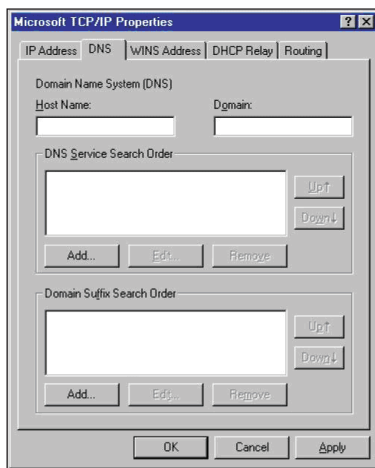 Microsoft TCP/IP Properties
IP Address DNS WINS Address DHCP Relay Routing
Domain Name System (DNS)
Host Name: Domain:
DNS Service Search Order
Up↑
Down↓
Add... Edit... Remove
Domain Suffix Search Order
Up↑
Down↓
Add... Edit... Remove
OK Cancel Apply